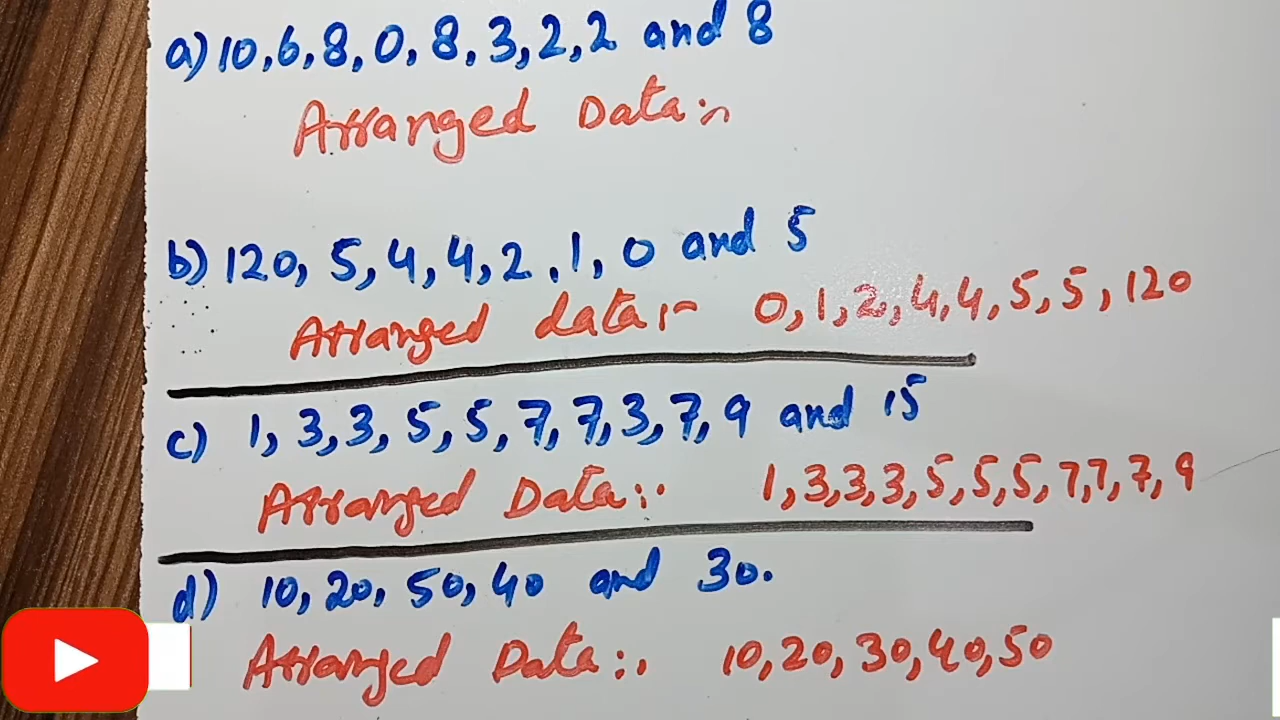 a) 10, 6, 8, 0, 8, 3, 2, 2 and 8
Arranged Data:-
b) 120, 5, 4, 4, 2, 1, 0 and 5
Arranged data:- 0, 1, 2, 4, 4, 5, 5, 120
c) 1, 3, 3, 5, 5, 7, 7, 3, 7, 9 and 15
Arranged Data:- 1, 3, 3, 3, 5, 5, 5, 7, 7, 7, 9
d) 10, 20, 50, 40 and 30.
Arranged Data:- 10, 20, 30, 40, 50